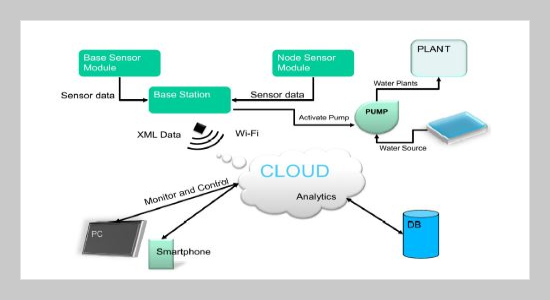 Base Sensor
Module
Node Sensor
Module
PLANT
Sensor data
Base Station
Sensor data
Water Plants
Activate Pump
PUMP
XML Data
Wi-Fi
Water Source
CLOUD
Analytics
Monitor and Control
PC
Smartphone
DB